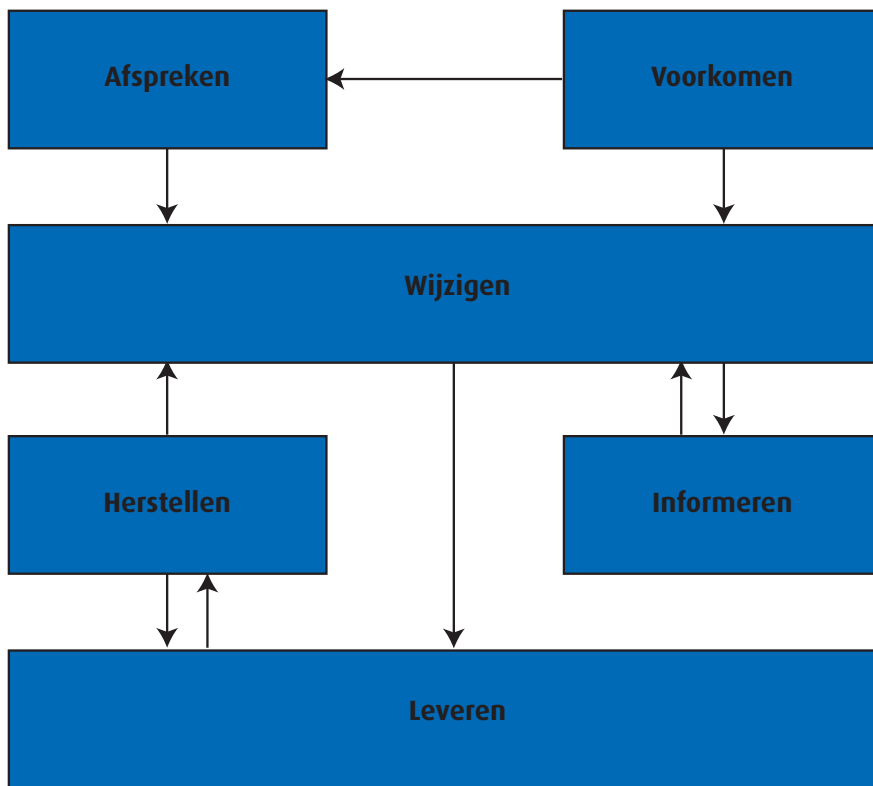 Afspreken
Voorkomen
Wijzigen
Herstellen
Informeren
Leveren